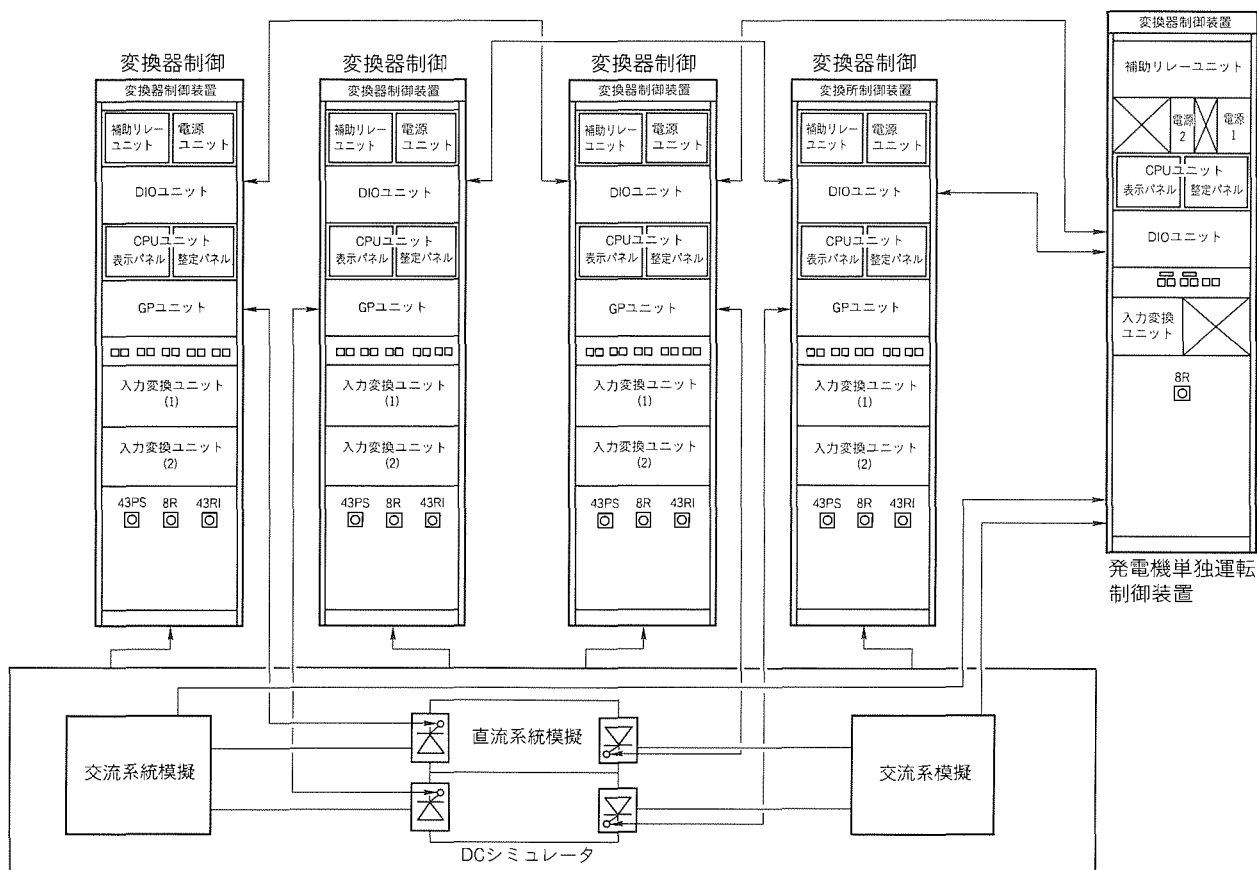 変換器制御
変換器制御装置
補助リレー
ユニット
電源
ユニット
DIOユニット
CPUユニット
表示パネル
整定パネル
GPユニット
入力変換ユニット
(1)
入力変換ユニット
(2)
43PS 8R 43RI
変換器制御
変換器制御装置
補助リレー
ユニット
電源
ユニット
DIOユニット
CPUユニット
表示パネル
整定パネル
GPユニット
入力変換ユニット
(1)
入力変換ユニット
(2)
43PS 8R 43RI
変換器制御
変換器制御装置
補助リレー
ユニット
電源
ユニット
DIOユニット
CPUユニット
表示パネル
整定パネル
GPユニット
入力変換ユニット
(1)
入力変換ユニット
(2)
43PS 8R 43RI
変換器制御
変換所制御装置
補助リレー
ユニット
電源
ユニット
DIOユニット
CPUユニット
表示パネル
整定パネル
GPユニット
入力変換ユニット
(1)
入力変換ユニット
(2)
43PS 8R 43RI
変換器制御装置
補助リレーユニット
電源
2
電源
1
CPUユニット
表示パネル
整定パネル
DIOユニット
入力変換
ユニット
8R
発電機単独運転
制御装置
交流系統模擬
直流系統模擬
交流系模擬
DCシミュレータ